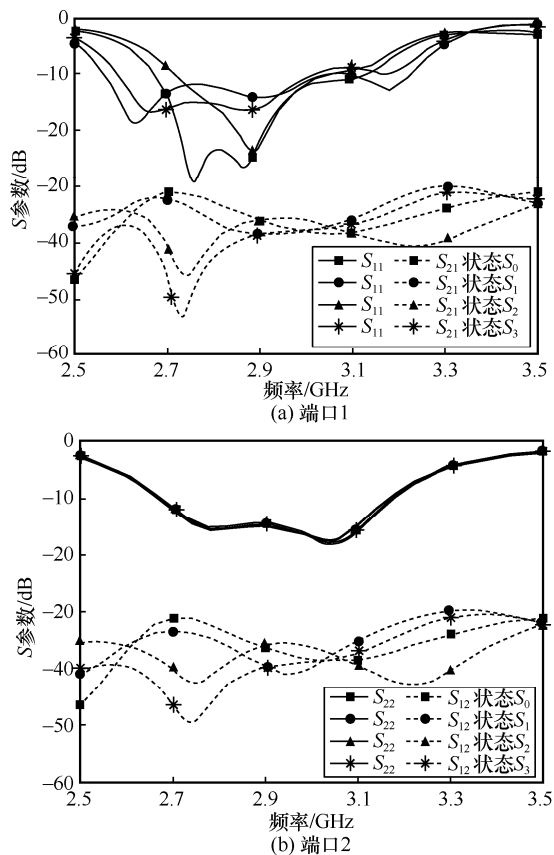 0
−10
−20
−30
−40
−50
−60
S参数/dB
S₁₁ S₂₁ 状态S₀
S₁₁ S₂₁ 状态S₁
S₁₁ S₂₁ 状态S₂
S₁₁ S₂₁ 状态S₃
2.5 2.7 2.9 3.1 3.3 3.5
频率/GHz
(a) 端口1
0
−10
−20
−30
−40
−50
−60
S参数/dB
S₂₂ S₁₂ 状态S₀
S₂₂ S₁₂ 状态S₁
S₂₂ S₁₂ 状态S₂
S₂₂ S₁₂ 状态S₃
2.5 2.7 2.9 3.1 3.3 3.5
频率/GHz
(b) 端口2